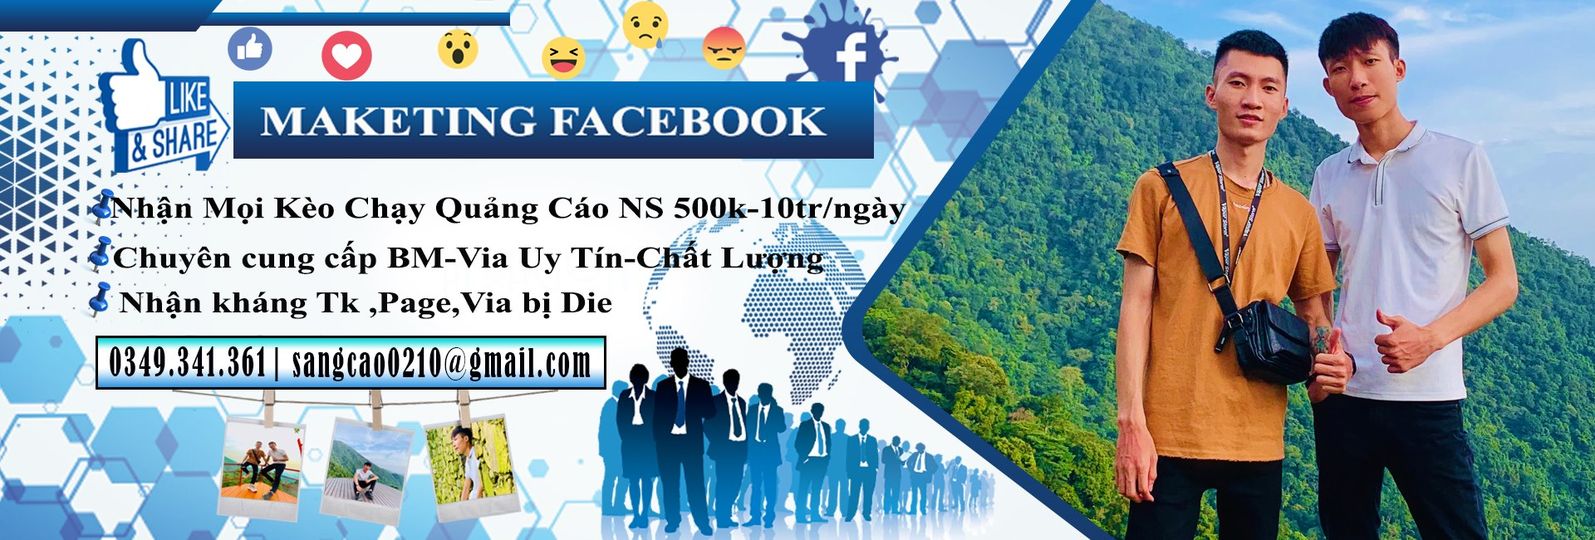 LIKE
& SHARE
MAKETING FACEBOOK
Nhận Mọi Kèo Chạy Quảng Cáo NS 500k-10tr/ngày
Chuyên cung cấp BM-Via Uy Tín-Chất Lượng
Nhận kháng Tk ,Page,Via bị Die
0349.341.361| sangcao0210@gmail.com